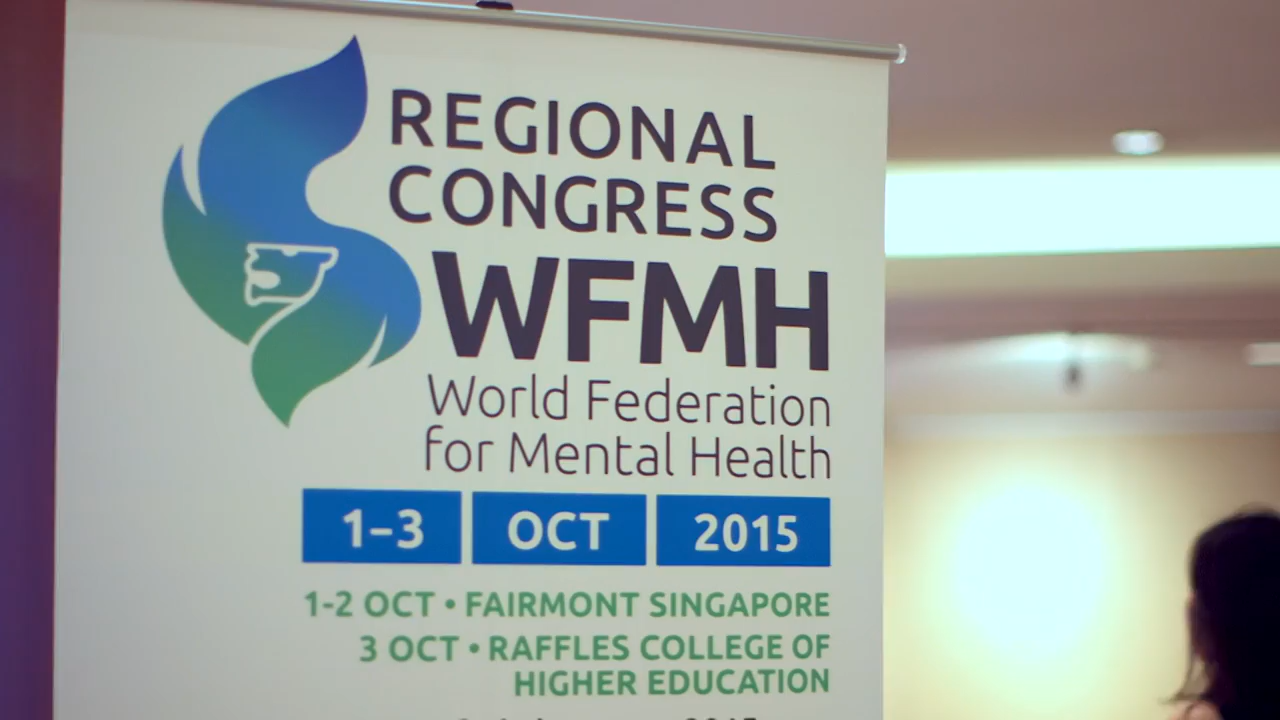 REGIONAL
CONGRESS
WFMH
World Federation
for Mental Health
1-3 OCT 2015
1-2 OCT • FAIRMONT SINGAPORE
3 OCT • RAFFLES COLLEGE OF
HIGHER EDUCATION